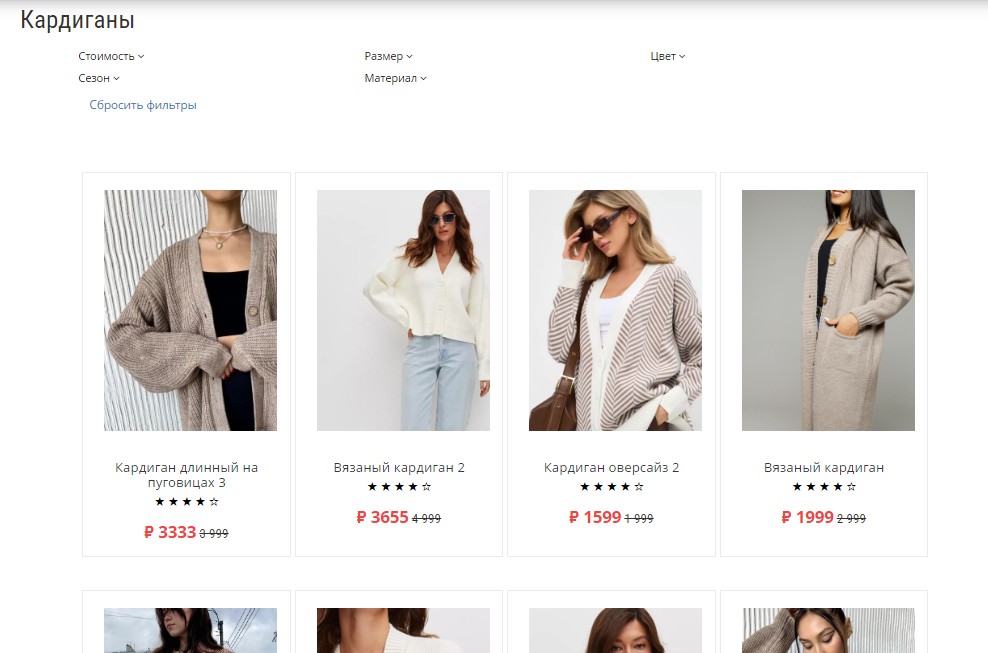 Кардиганы
Стоимость
Размер
Цвет
Сезон
Материал
Сбросить фильтры
Кардиган длинный на
пуговицах 3
★ ★ ★ ★ ☆
₽ 3333 3 999
Вязаный кардиган 2
★ ★ ★ ★ ☆
₽ 3655 4 999
Кардиган оверсайз 2
★ ★ ★ ★ ☆
₽ 1599 1 999
Вязаный кардиган
★ ★ ★ ★ ☆
₽ 1999 2 999